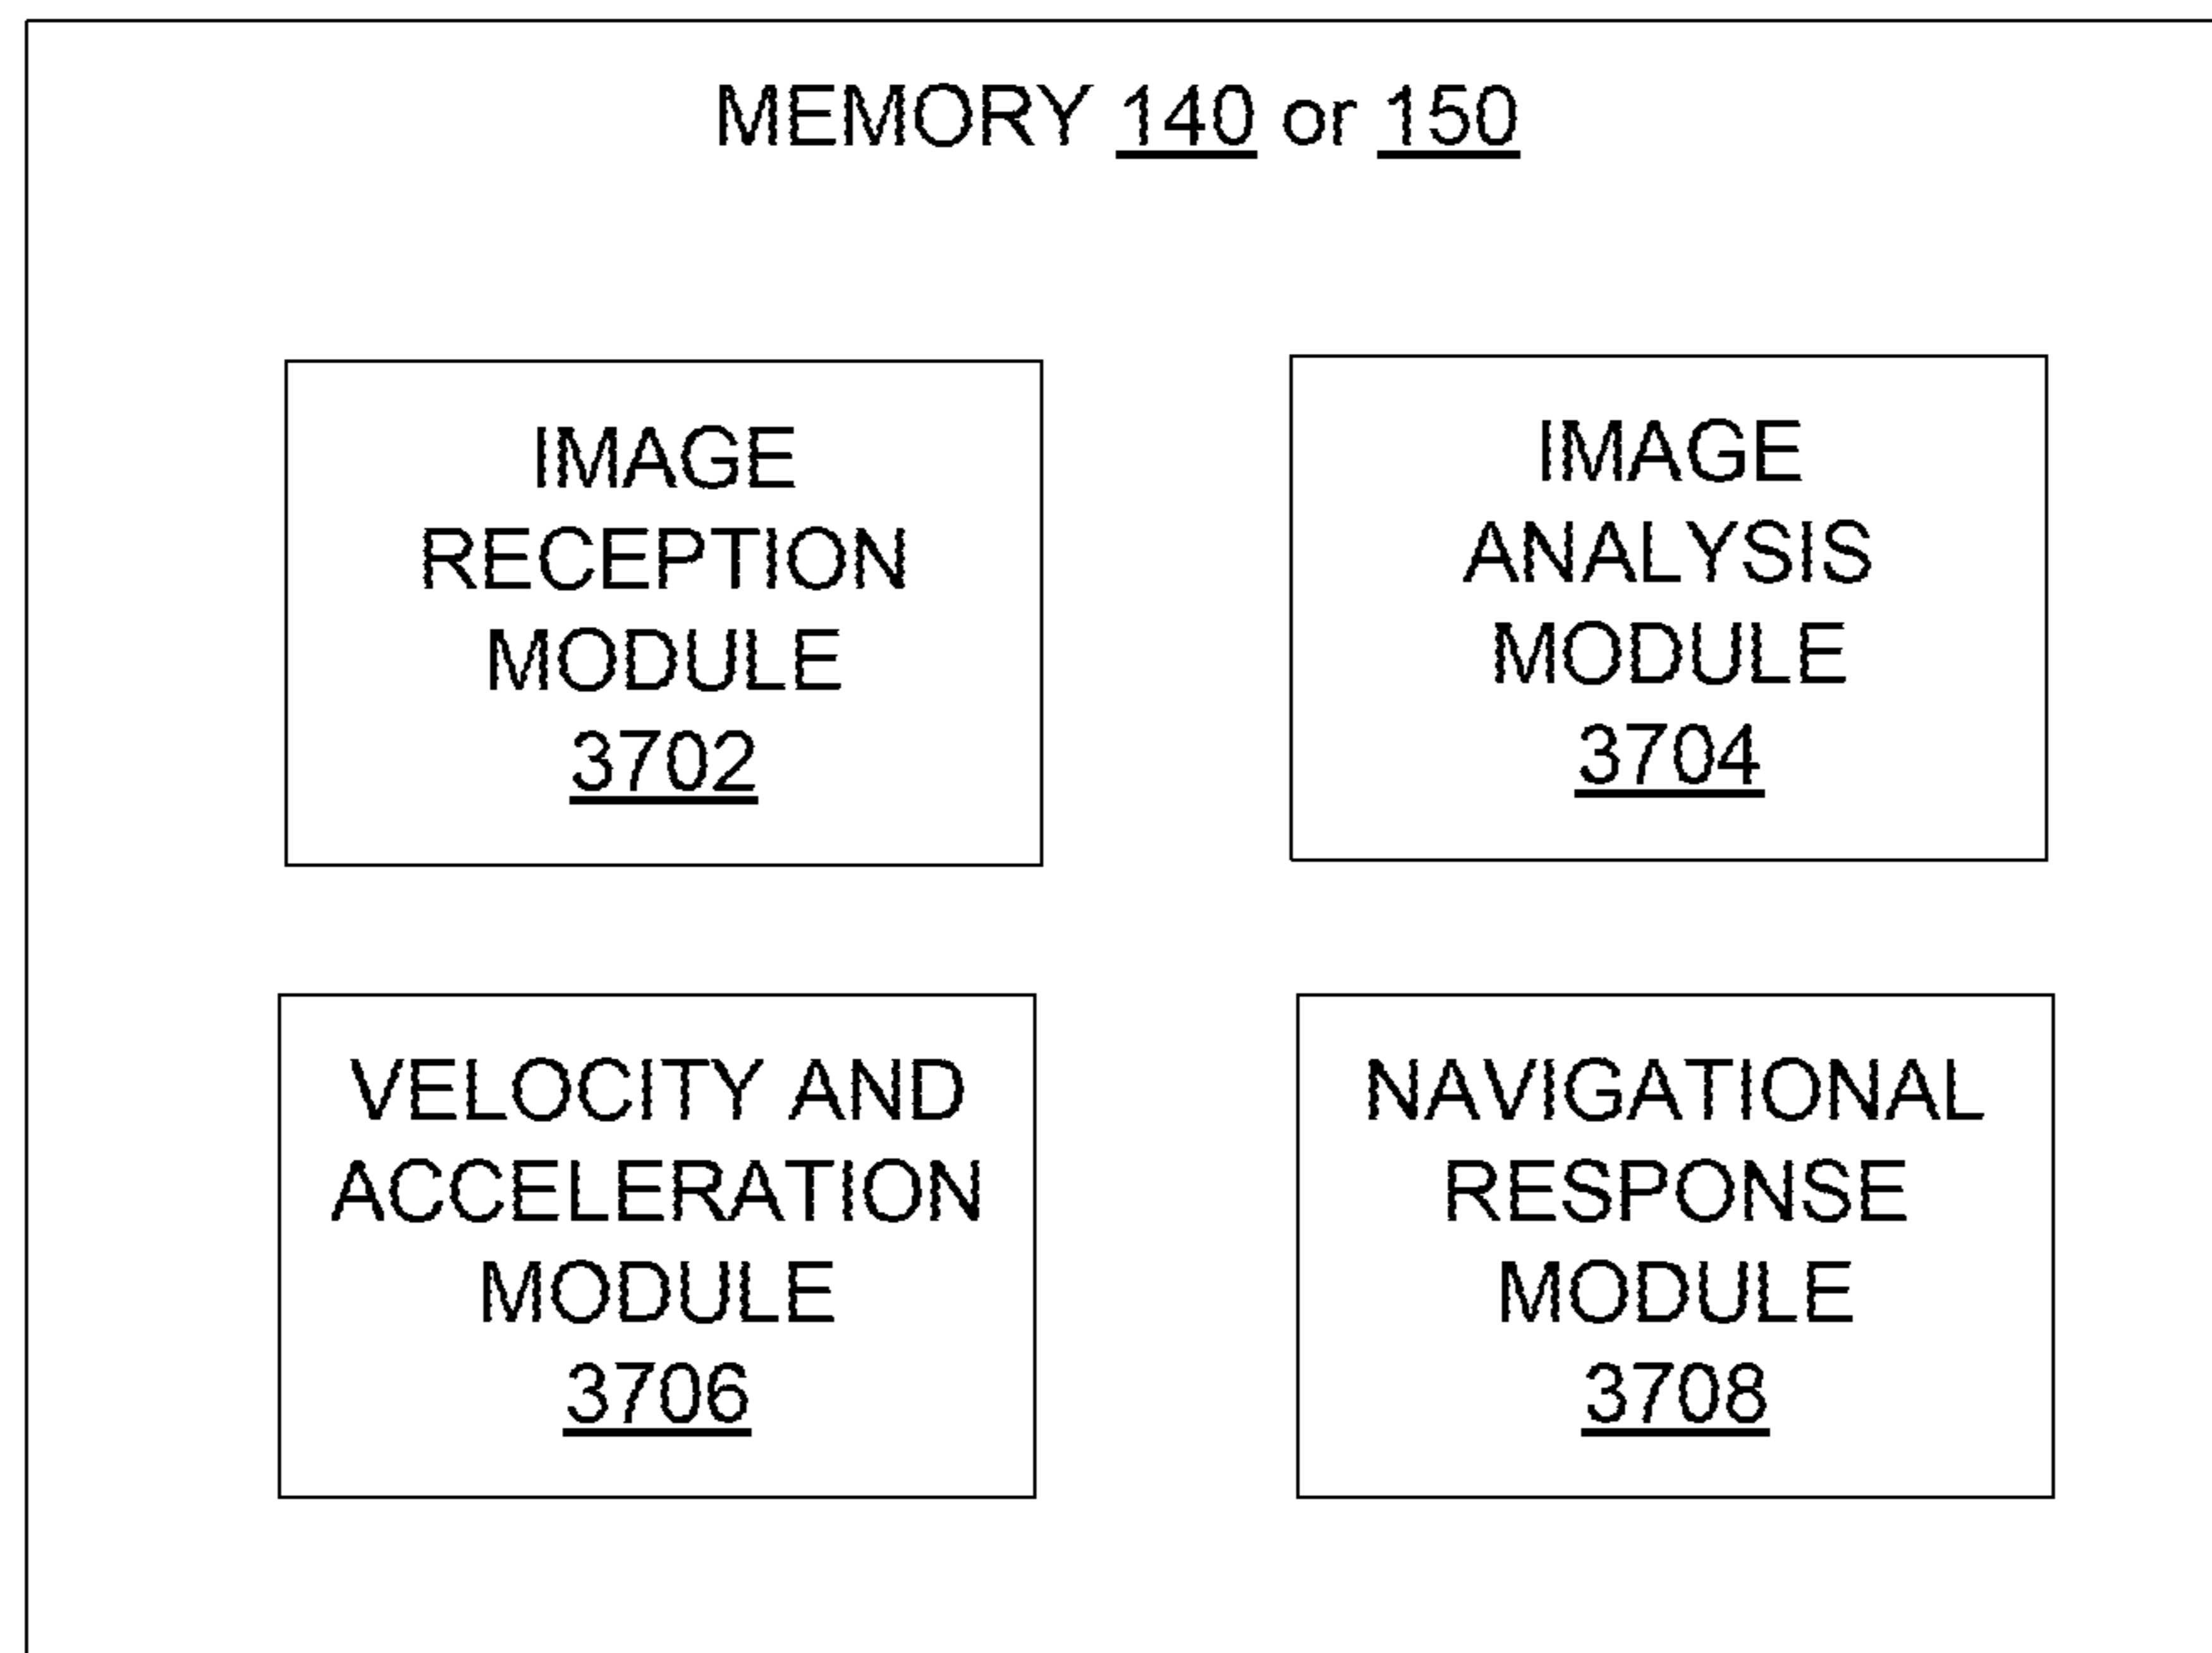 MEMORY 140 or 150
IMAGE
RECEPTION
MODULE
3702
IMAGE
ANALYSIS
MODULE
3704
VELOCITY AND
ACCELERATION
MODULE
3706
NAVIGATIONAL
RESPONSE
MODULE
3708